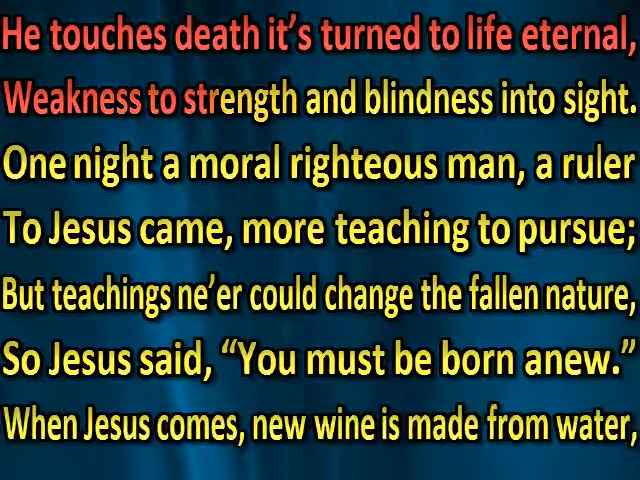 He touches death it’s turned to life eternal,
Weakness to strength and blindness into sight.
One night a moral righteous man, a ruler
To Jesus came, more teaching to pursue;
But teachings ne’er could change the fallen nature,
So Jesus said, “You must be born anew.”
When Jesus comes, new wine is made from water,